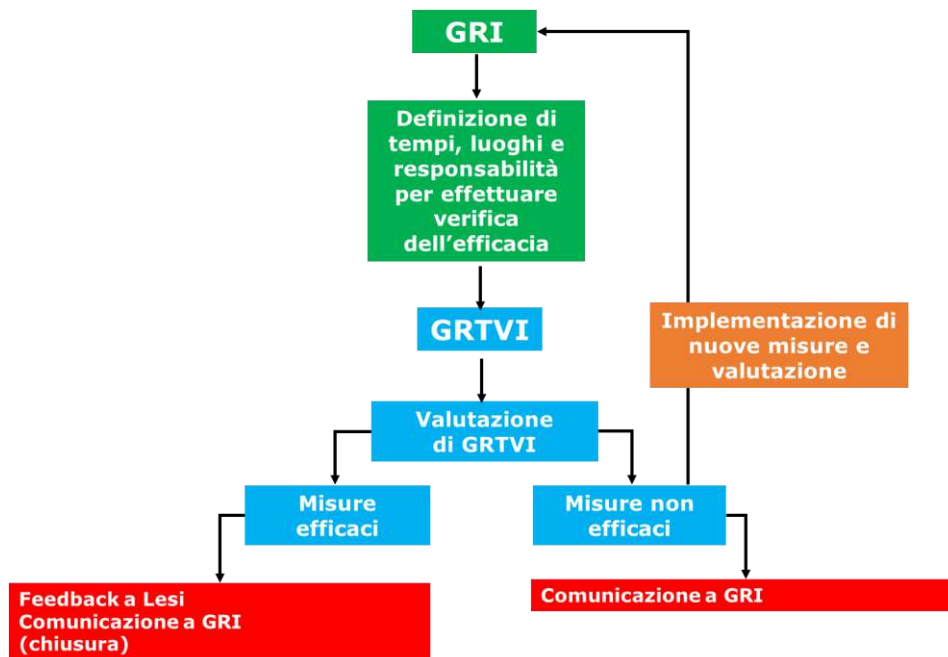 GRI
Definizione di
tempi, luoghi e
responsabilità
per effettuare
verifica
dell'efficacia
GRTVI
Implementazione di
nuove misure e
valutazione
Valutazione
di GRTVI
Misure
efficaci
Misure non
efficaci
Feedback a Lesi
Comunicazione a GRI
(chiusura)
Comunicazione a GRI